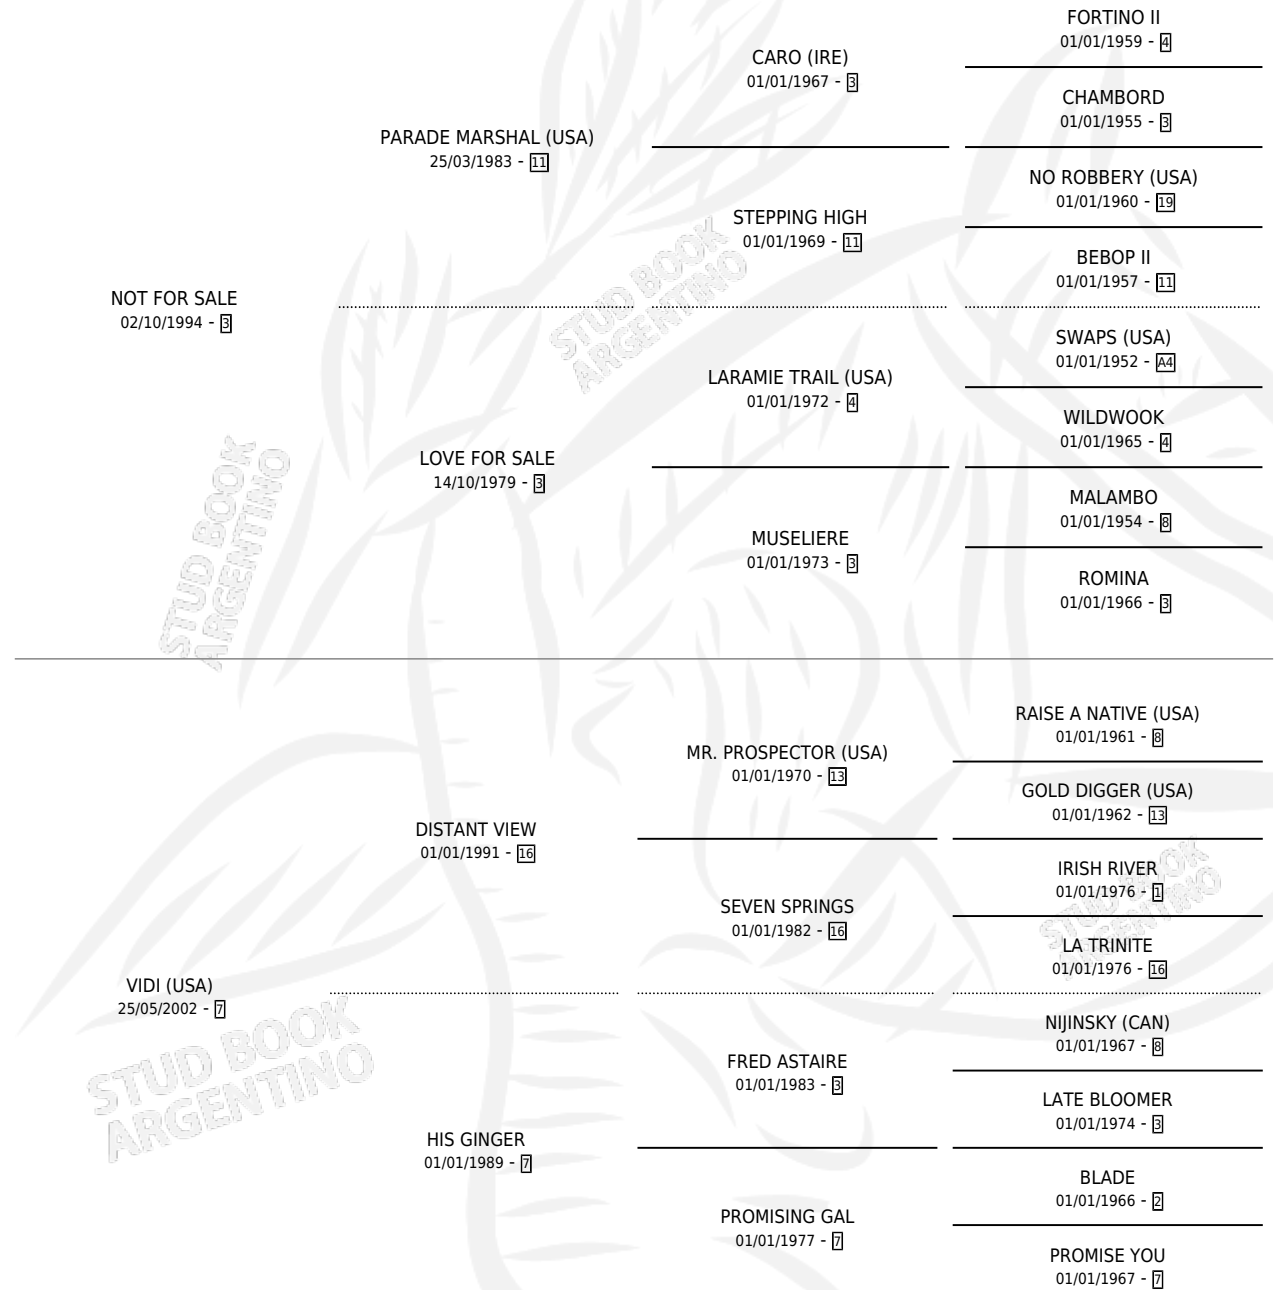 FORTINO II
01/01/1959 - 4
CARO (IRE)
01/01/1967 - 3
CHAMBORD
01/01/1955 - 3
PARADE MARSHAL (USA)
25/03/1983 - 11
NO ROBBERY (USA)
01/01/1960 - 19
STEPPING HIGH
01/01/1969 - 11
BEBOP II
01/01/1957 - 11
NOT FOR SALE
02/10/1994 - 3
SWAPS (USA)
01/01/1952 - A4
LARAMIE TRAIL (USA)
01/01/1972 - 4
WILDWOOK
01/01/1965 - 4
LOVE FOR SALE
14/10/1979 - 3
MALAMBO
01/01/1954 - 8
MUSELIERE
01/01/1973 - 3
ROMINA
01/01/1966 - 3
STUD BOOK
ARGENTINO
STUD BOOK
ARGENTINO
RAISE A NATIVE (USA)
01/01/1961 - 8
MR. PROSPECTOR (USA)
01/01/1970 - 13
GOLD DIGGER (USA)
01/01/1962 - 13
DISTANT VIEW
01/01/1991 - 16
IRISH RIVER
01/01/1976 - 1
SEVEN SPRINGS
01/01/1982 - 16
LA TRINITE
01/01/1976 - 16
VIDI (USA)
25/05/2002 - 7
NIJINSKY (CAN)
01/01/1967 - 8
FRED ASTAIRE
01/01/1983 - 3
LATE BLOOMER
01/01/1974 - 3
HIS GINGER
01/01/1989 - 7
BLADE
01/01/1966 - 2
PROMISING GAL
01/01/1977 - 7
PROMISE YOU
01/01/1967 - 7
STUD BOOK
ARGENTINO
STUD BOOK
ARGENTINO